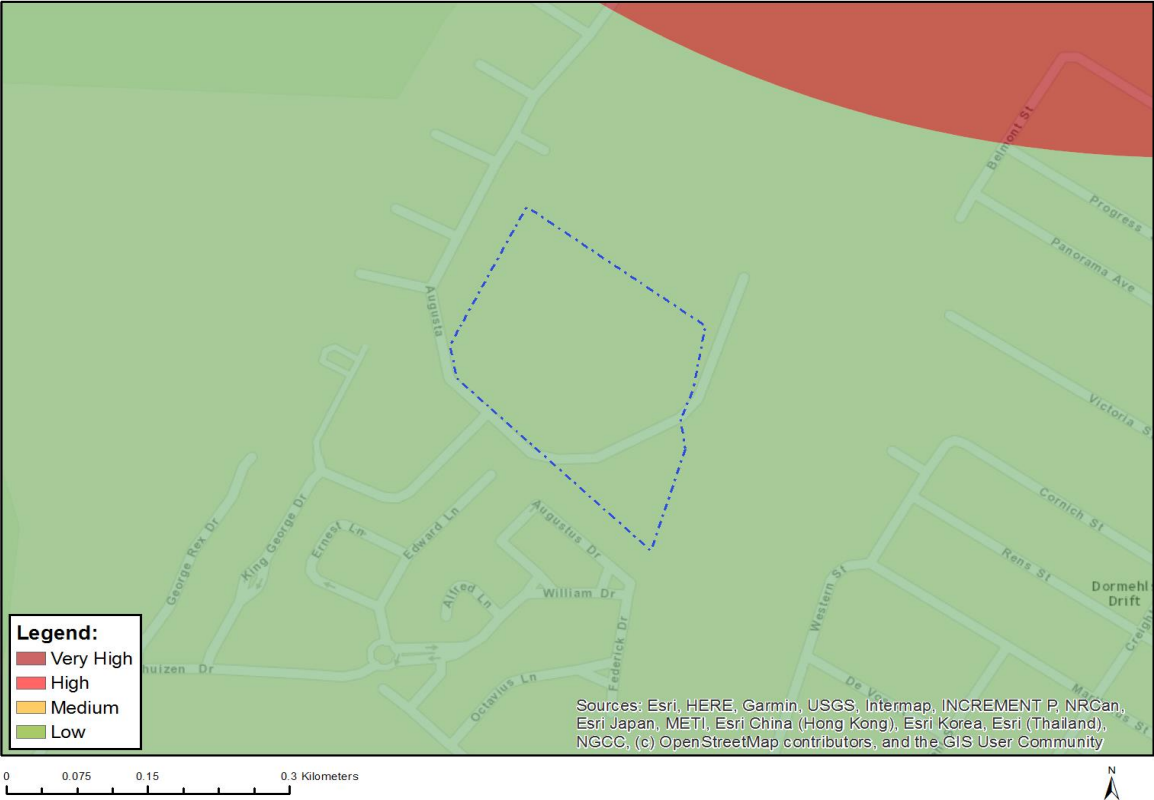 Belmont St
Progress
Panorama Ave
Augusta
Victoria S
Cornich St
Rens St
Dormehls
Drift
Creigh
George Rex Dr
King George Dr
Ernest Ln
Edward Ln
Augustus Dr
Alfred Ln
William Dr
Western St
Federick Dr
huizen Dr
Octavius Ln
De Vos
St
Legend:
Very High
High
Medium
Low
Sources: Esri, HERE, Garmin, USGS, Intermap, INCREMENT P, NRCan,
Esri Japan, METI, Esri China (Hong Kong), Esri Korea, Esri (Thailand),
NGCC, (c) OpenStreetMap contributors, and the GIS User Community
0 0.075 0.15 0.3 Kilometers
N